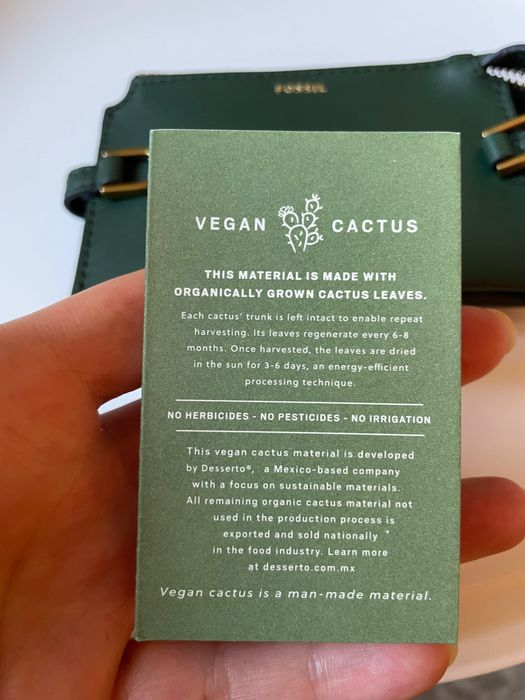 FOSSIL
VEGAN CACTUS
THIS MATERIAL IS MADE WITH
ORGANICALLY GROWN CACTUS LEAVES.
Each cactus' trunk is left intact to enable repeat
harvesting. Its leaves regenerate every 6-8
months. Once harvested, the leaves are dried
in the sun for 3-6 days, an energy-efficient
processing technique.
NO HERBICIDES - NO PESTICIDES - NO IRRIGATION
This vegan cactus material is developed
by Desserto®, a Mexico-based company
with a focus on sustainable materials.
All remaining organic cactus material not
used in the production process is
exported and sold nationally
in the food industry. Learn more
at desserto.com.mx
Vegan cactus is a man-made material.